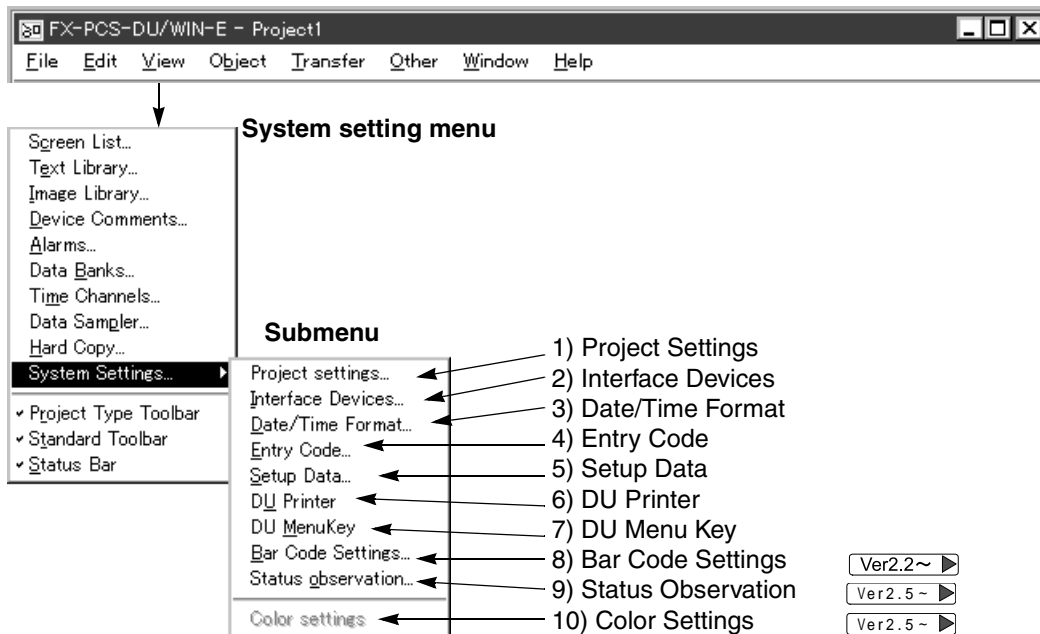 FX-PCS-DU/WIN-E - Project1
File Edit View Object Transfer Other Window Help
System setting menu
Screen List...
Text Library...
Image Library...
Device Comments...
Alarms...
Data Banks...
Time Channels...
Data Sampler...
Hard Copy...
System Settings...
Project Type Toolbar
Standard Toolbar
Status Bar
Submenu
Project settings...
Interface Devices...
Date/Time Format...
Entry Code...
Setup Data...
DU Printer
DU MenuKey
Bar Code Settings...
Status observation...
Color settings
1) Project Settings
2) Interface Devices
3) Date/Time Format
4) Entry Code
5) Setup Data
6) DU Printer
7) DU Menu Key
8) Bar Code Settings Ver2.2~
9) Status Observation Ver2.5~
10) Color Settings Ver2.5~